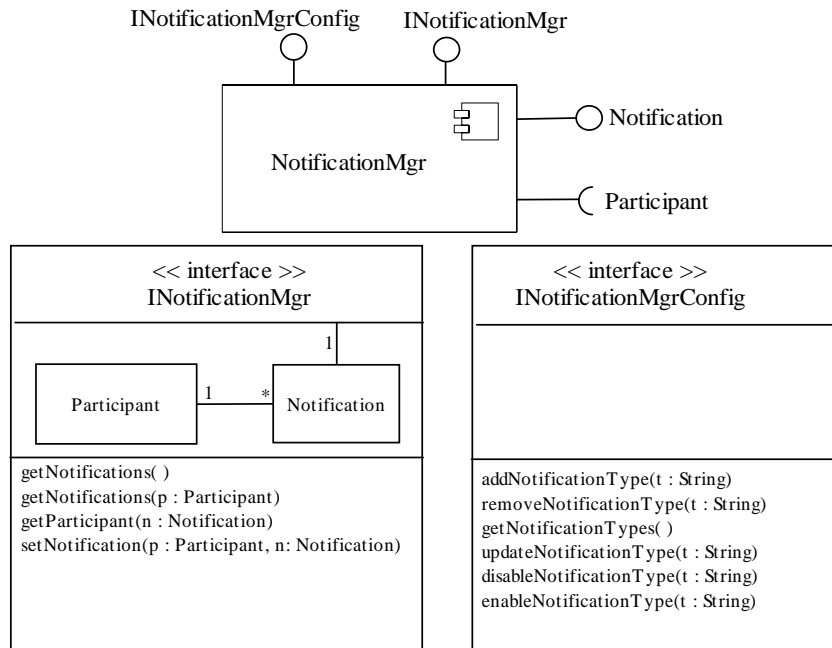 INotificationMgrConfig
INotificationMgr
Notification
NotificationMgr
Participant
<< interface >>
INotificationMgr
1
Participant
1
*
Notification
getNotifications( )
getNotifications(p : Participant)
getParticipant(n : Notification)
setNotification(p : Participant, n: Notification)
<< interface >>
INotificationMgrConfig
addNotificationType(t : String)
removeNotificationType(t : String)
getNotificationTypes( )
updateNotificationType(t : String)
disableNotificationType(t : String)
enableNotificationType(t : String)